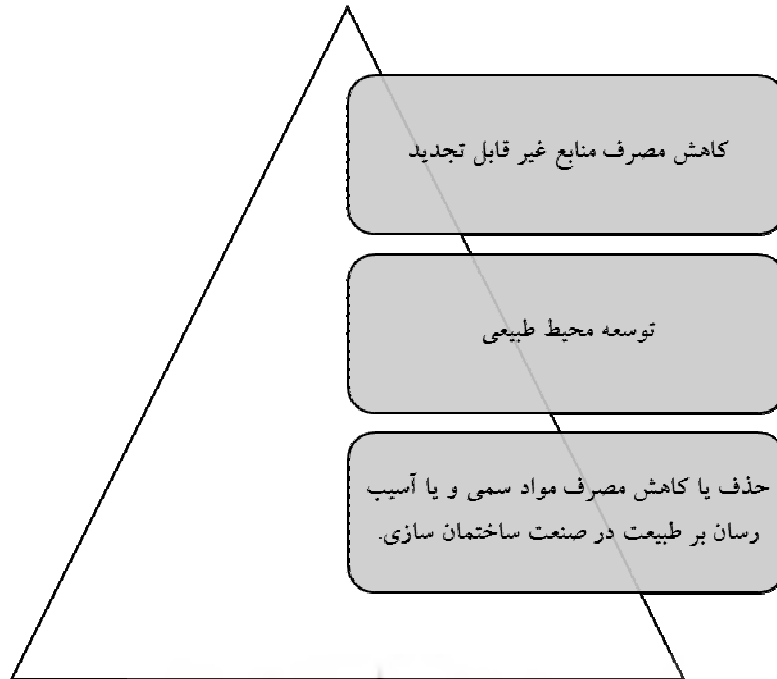 کاهش مصرف منابع غیر قابل تجدید
توسعه محیط طبیعی
حذف یا کاهش مصرف مواد سمی و یا آسیب
رسان بر طبیعت در صنعت ساختمان سازی.